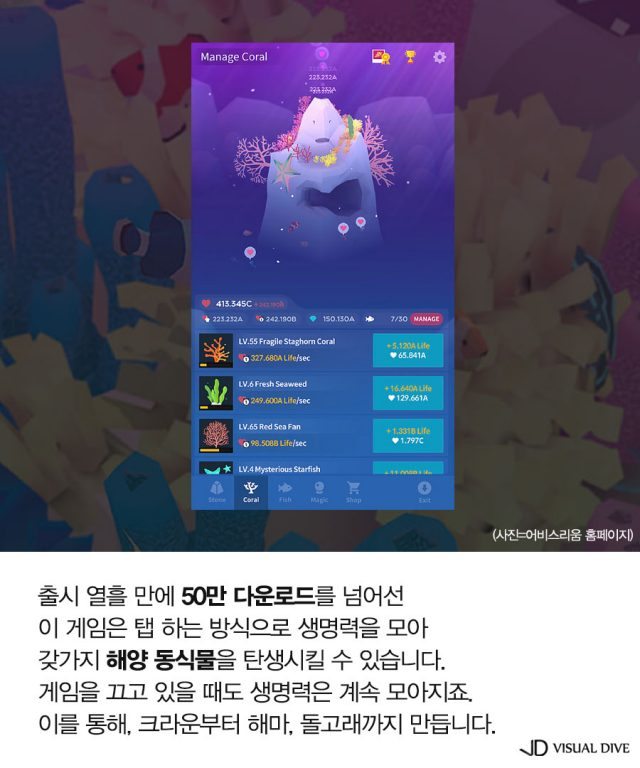 Manage Coral
223.232A
223.232A
413.345C +242.190B
223.232A 242.190B 150.130A 7/30 MANAGE
LV.55 Fragile Staghorn Coral
327.680A Life/sec
+5.120A Life
65.841A
LV.6 Fresh Seaweed
249.600A Life/sec
+16.640A Life
129.661A
LV.65 Red Sea Fan
98.508B Life/sec
+1.331B Life
1.797C
LV.4 Mysterious Starfish
Stone Coral Fish Magic Shop Exit
(사진=어비스리움 홈페이지)
출시 열흘 만에 50만 다운로드를 넘어선
이 게임은 탭 하는 방식으로 생명력을 모아
갖가지 해양 동식물을 탄생시킬 수 있습니다.
게임을 끄고 있을 때도 생명력은 계속 모아지죠.
이를 통해, 크라운부터 해마, 돌고래까지 만듭니다.
VISUAL DIVE